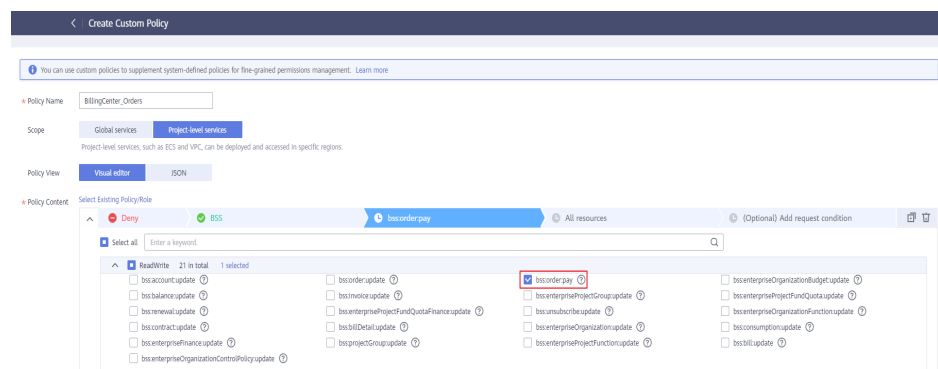 < | Create Custom Policy
You can use custom policies to supplement system-defined policies for fine-grained permissions management. Learn more
* Policy Name BillingCenter_Orders
Scope Global services Project-level services
Project-level services, such as ECS and VPC, can be deployed and accessed in specific regions.
Policy View Visual editor JSON
* Policy Content Select Existing Policy/Role
Deny BSS bss:order:pay All resources (Optional) Add request condition
Select all Enter a keyword.
ReadWrite 21 in total 1 selected
bss:account:update bss:order:update bss:order:pay bss:enterpriseOrganizationBudget:update
bss:balance:update bss:invoice:update bss:enterpriseProjectGroup:update bss:enterpriseProjectFundQuota:update
bss:renewal:update bss:enterpriseProjectFundQuotaFinance:update bss:unsubscribe:update bss:enterpriseOrganizationFunction:update
bss:contract:update bss:billDetail:update bss:enterpriseOrganization:update bss:consumption:update
bss:enterpriseFinance:update bss:projectGroup:update bss:enterpriseProjectFunction:update bss:bill:update
bss:enterpriseOrganizationControlPolicy:update